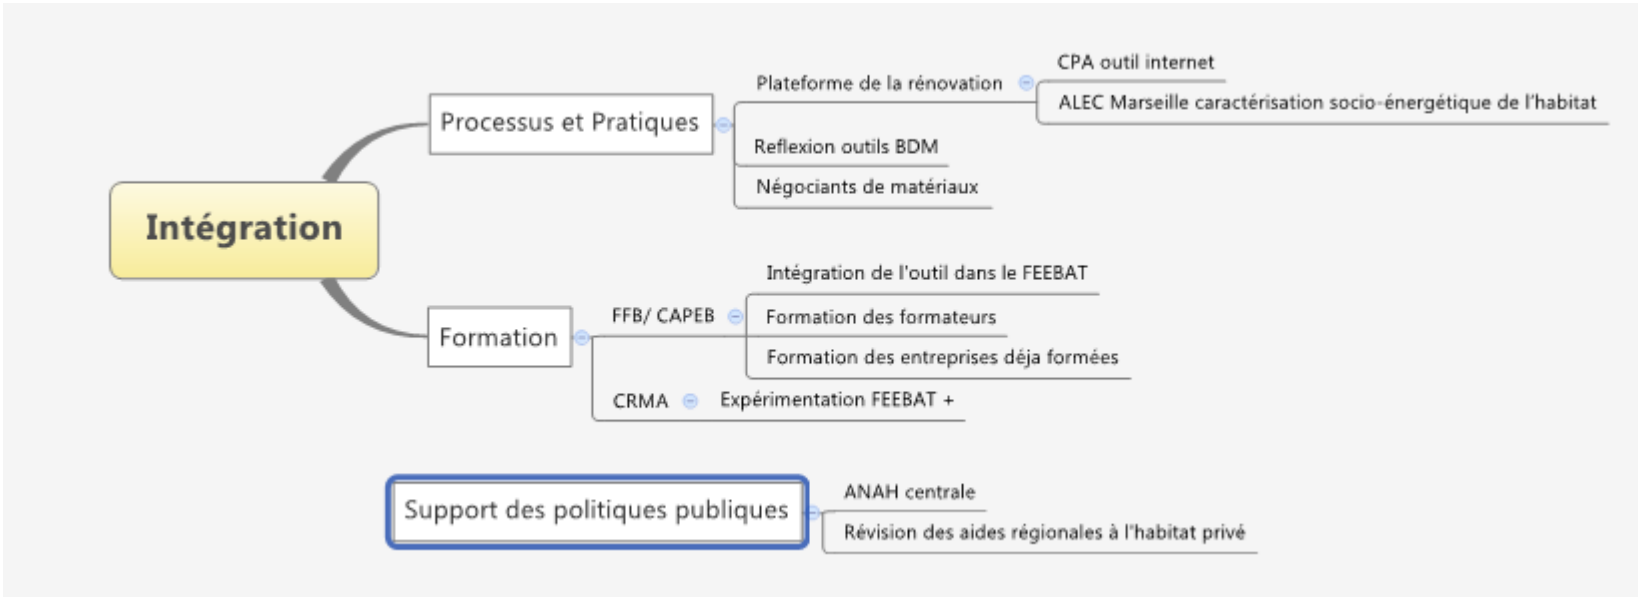 Intégration
Processus et Pratiques
Plateforme de la rénovation
CPA outil internet
ALEC Marseille caractérisation socio-énergétique de l'habitat
Reflexion outils BDM
Négociants de matériaux
Formation
FFB/ CAPEB
Intégration de l'outil dans le FEEBAT
Formation des formateurs
Formation des entreprises déja formées
CRMA
Expérimentation FEEBAT +
Support des politiques publiques
ANAH centrale
Révision des aides régionales à l'habitat privé